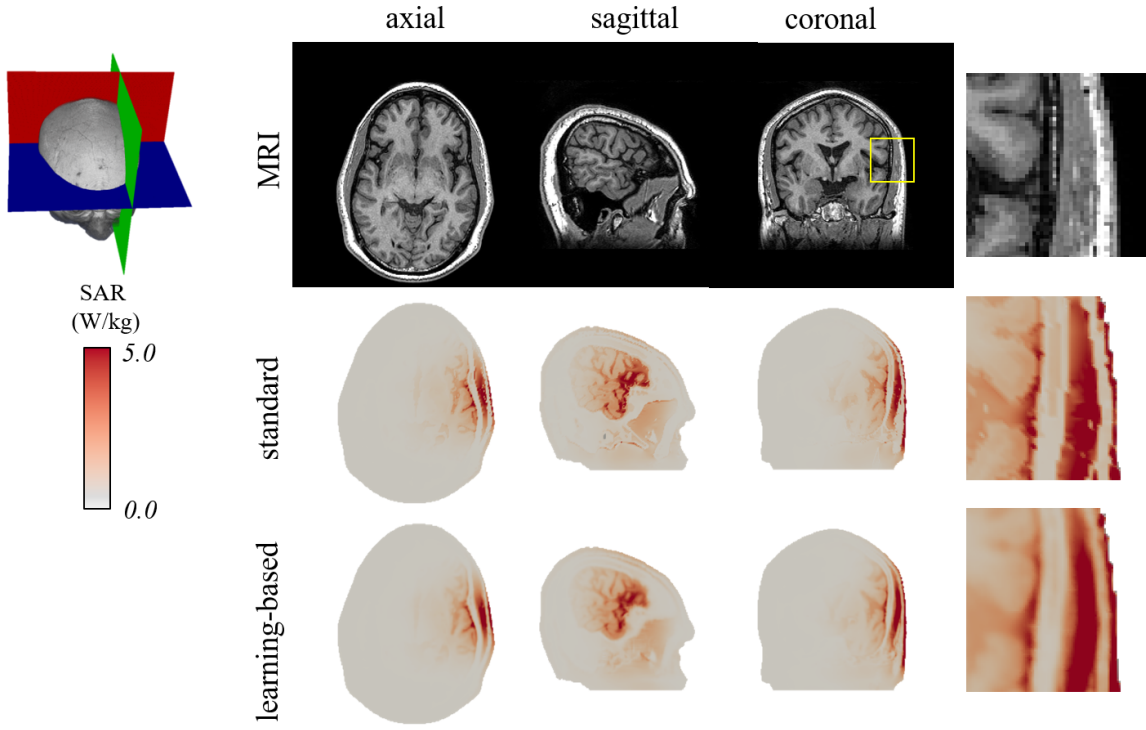 axial
sagittal
coronal
MRI
SAR
(W/kg)
5.0
0.0
standard
learning-based